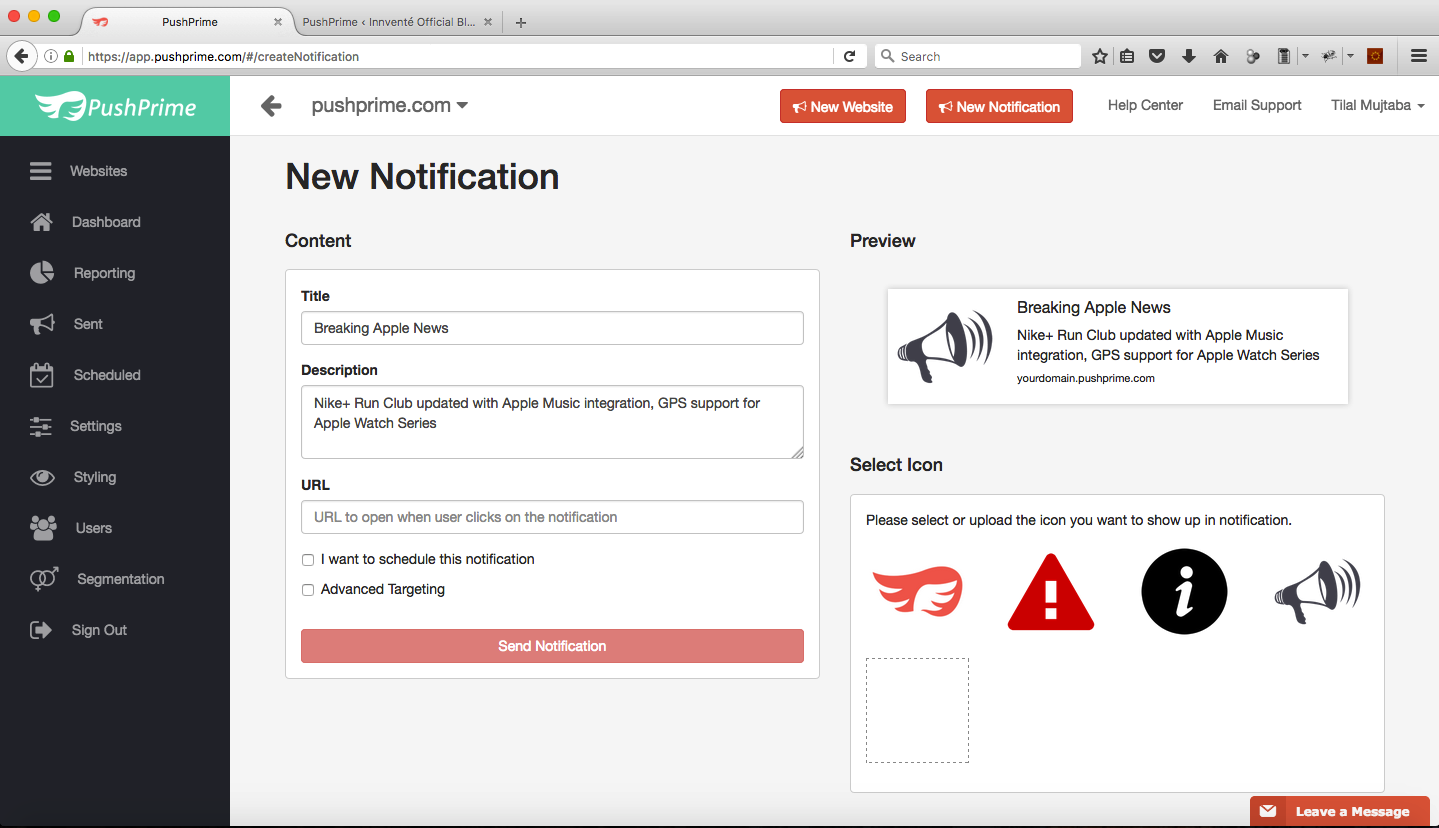 PushPrime
PushPrime ‹ Innventé Official Bl...
https://app.pushprime.com/#/createNotification
Search
PushPrime
pushprime.com
New Website
New Notification
Help Center
Email Support
Tilal Mujtaba
Websites
Dashboard
Reporting
Sent
Scheduled
Settings
Styling
Users
Segmentation
Sign Out
New Notification
Content
Title
Breaking Apple News
Description
Nike+ Run Club updated with Apple Music integration, GPS support for
Apple Watch Series
URL
URL to open when user clicks on the notification
I want to schedule this notification
Advanced Targeting
Send Notification
Preview
Breaking Apple News
Nike+ Run Club updated with Apple Music
integration, GPS support for Apple Watch Series
yourdomain.pushprime.com
Select Icon
Please select or upload the icon you want to show up in notification.
Leave a Message